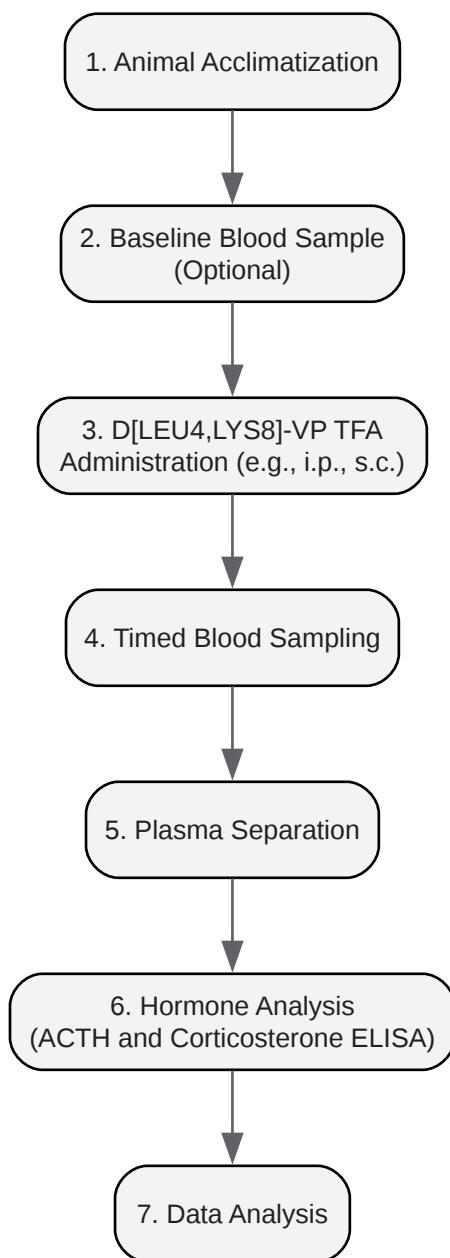 1. Animal Acclimatization
2. Baseline Blood Sample
(Optional)
3. D[LEU4,LYS8]-VP TFA
Administration (e.g., i.p., s.c.)
4. Timed Blood Sampling
5. Plasma Separation
6. Hormone Analysis
(ACTH and Corticosterone ELISA)
7. Data Analysis